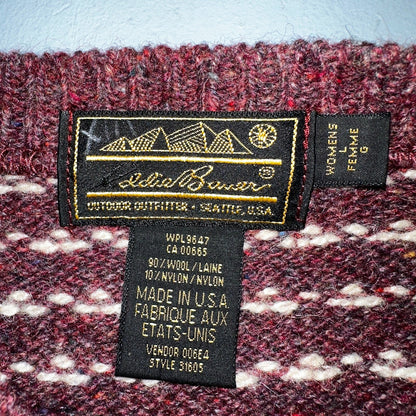 Eddie Bauer ®
OUTDOOR OUTFITTER • SEATTLE, U.S.A.
WOMENS
L
FEMME
G
WPL9647
CA 00665
90% WOOL / LAINE
10% NYLON / NYLON
MADE IN U.S.A.
FABRIQUE AUX
ETATS-UNIS
VENDOR 006E4
STYLE 31605